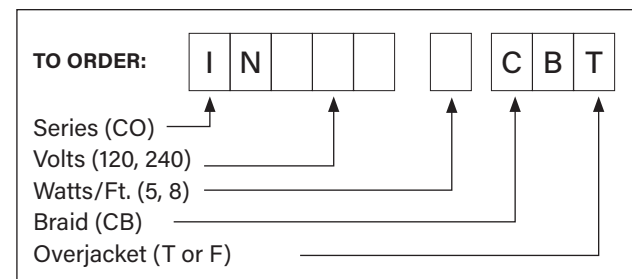 TO ORDER: I N C B T
Series (CO)
Volts (120, 240)
Watts/Ft. (5, 8)
Braid (CB)
Overjacket (T or F)